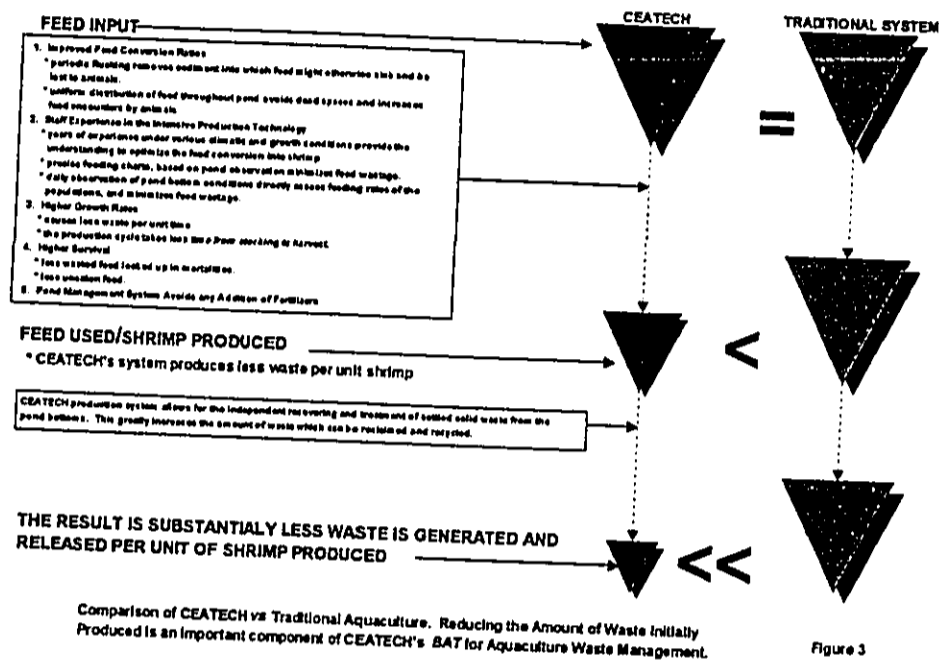 FEED INPUT
CEATECH
TRADITIONAL SYSTEM
1. Improved Feed Conversion Ratios
* periodic flushing removes sediment into which feed might otherwise sink and be
lost to animals.
* uniform distribution of feed throughout pond avoids dead spaces and increases
feed encounters by animals
2. Staff Experience in the Intensive Production Technology
* years of experience under various climatic and growth conditions provide the
understanding to optimize the feed conversion into shrimp
* precise feeding charts, based on pond observation minimizes feed wastage.
* daily observation of pond bottom conditions directly assess feeding rates of the
populations, and minimizes feed wastage.
3. Higher Growth Rates
* causes less waste per unit time
* the production cycle takes less time from stocking to harvest.
4. Higher Survival
* less wasted feed locked up in mortalities.
* less uneaten feed.
5. Pond Management System Avoids any Addition of Fertilizers
=
FEED USED/SHRIMP PRODUCED
* CEATECH's system produces less waste per unit shrimp
<
CEATECH production system allows for the independent recovering and treatment of settled solid waste from the
pond bottoms. This greatly increases the amount of waste which can be reclaimed and recycled.
THE RESULT IS SUBSTANTIALY LESS WASTE IS GENERATED AND
RELEASED PER UNIT OF SHRIMP PRODUCED
<<
Comparison of CEATECH vs Traditional Aquaculture. Reducing the Amount of Waste Initially
Produced is an important component of CEATECH's BAT for Aquaculture Waste Management.
Figure 3